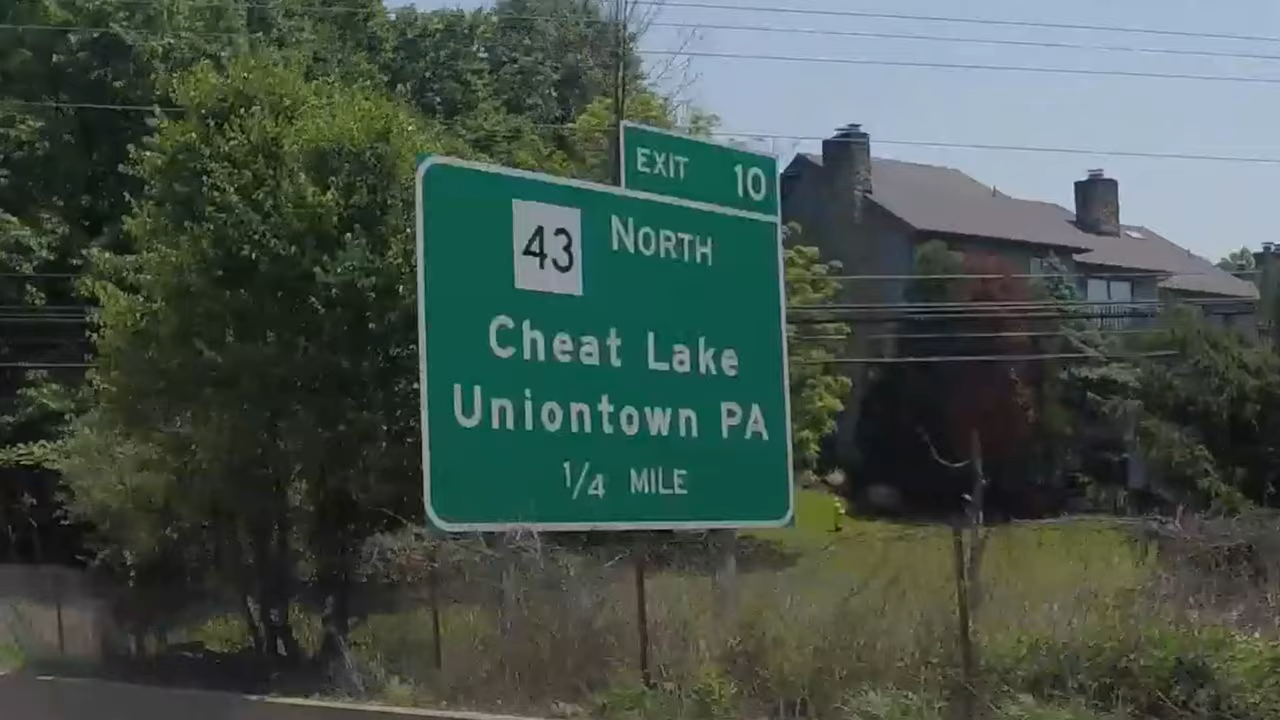 EXIT 10
43 NORTH
Cheat Lake
Uniontown PA
1/4 MILE